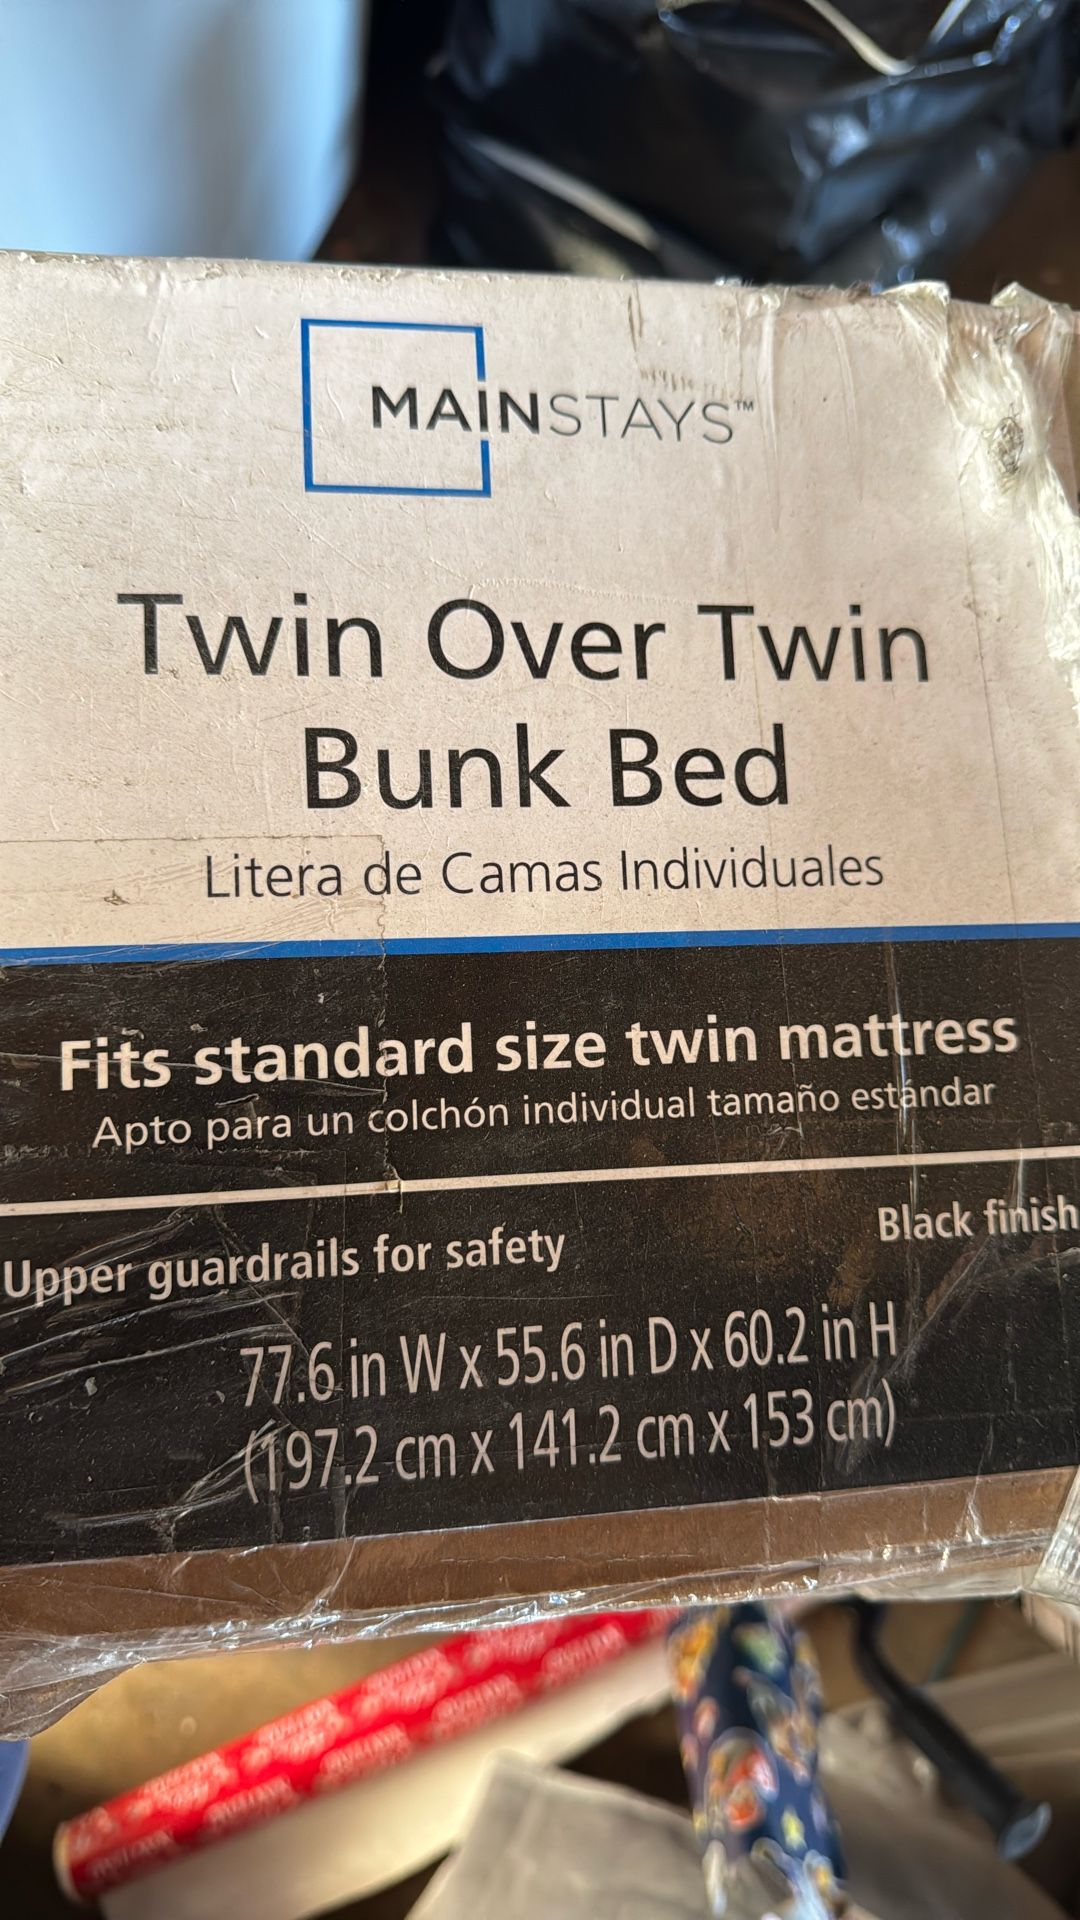 MAINSTAYS™
Twin Over Twin
Bunk Bed
Litera de Camas Individuales
Fits standard size twin mattress
Apto para un colchón individual tamaño estándar
Upper guardrails for safety
Black finish
77.6 in W x 55.6 in D x 60.2 in H
(197.2 cm x 141.2 cm x 153 cm)